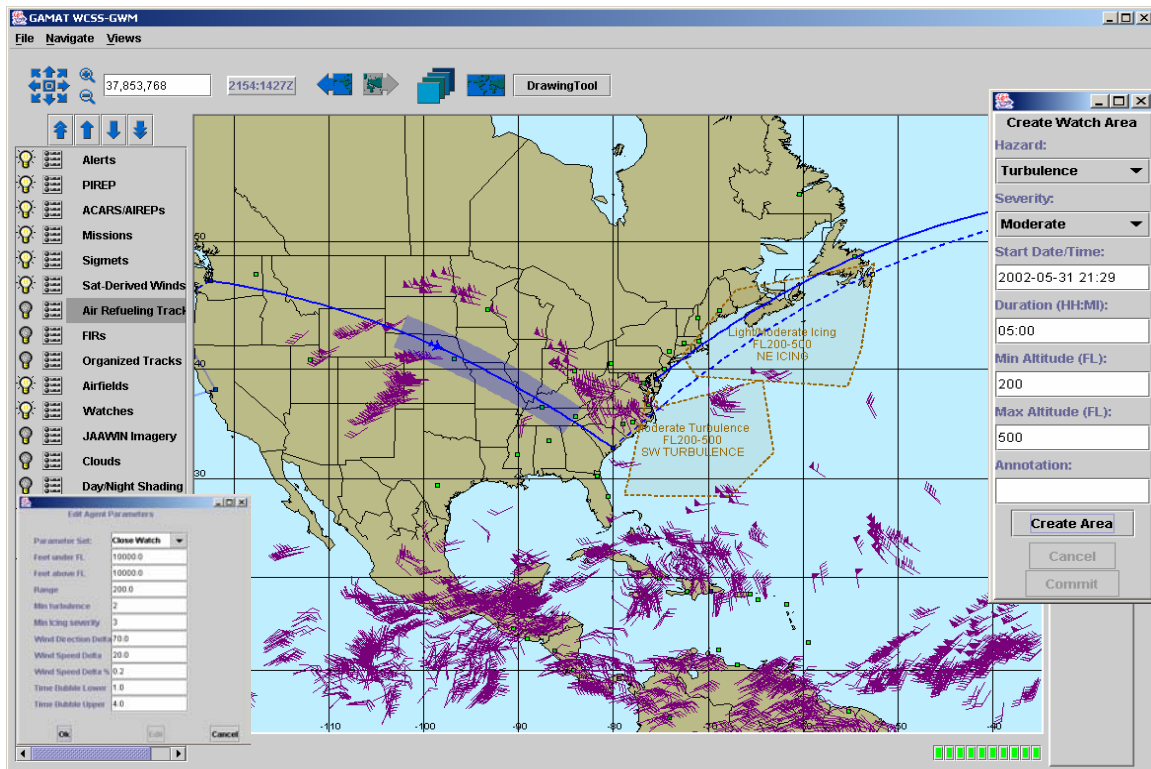 GAMAT WCSS-GWM
File Navigate Views
37,853,768
2154:1427Z
DrawingTool
Alerts
PIREP
ACARS/AIREPs
Missions
Sigmets
Sat-Derived Winds
Air Refueling Track
FIRs
Organized Tracks
Airfields
Watches
JAAWIN Imagery
Clouds
Day/Night Shading
50
40
30
-110
-100
-90
-80
-70
-60
-50
-40
Light/Moderate Icing
FL200-500
NE ICING
Moderate Turbulence
FL200-500
SW TURBULENCE
Create Watch Area
Hazard:
Turbulence
Severity:
Moderate
Start Date/Time:
2002-05-31 21:29
Duration (HH:MI):
05:00
Min Altitude (FL):
200
Max Altitude (FL):
500
Annotation:
Create Area
Cancel
Commit
Edit Agent Parameters
Parameter Set: Close Watch
Feet under FL 10000.0
Feet above FL 10000.0
Range 200.0
Min turbulence 2
Min icing severity 3
Wind Direction Delta 70.0
Wind Speed Delta 20.0
Wind Speed Delta % 0.2
Time Bubble Lower 1.0
Time Bubble Upper 4.0
Ok Edit Cancel